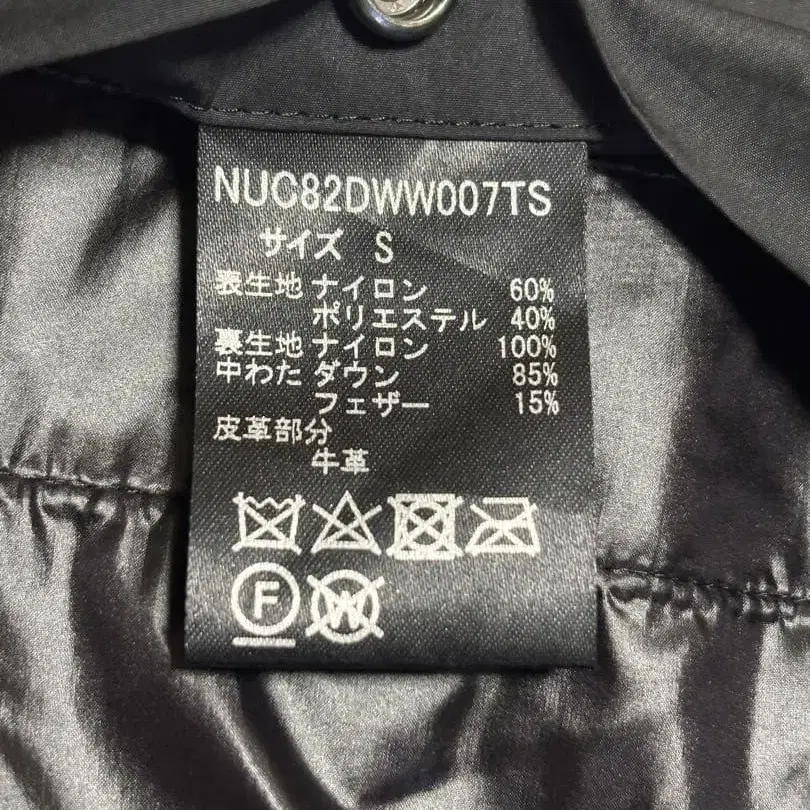 NUC82DWW007TS
サイズ S
表生地 ナイロン 60%
ポリエステル 40%
裏生地 ナイロン 100%
中わた ダウン 85%
フェザー 15%
皮革部分
牛革
F W